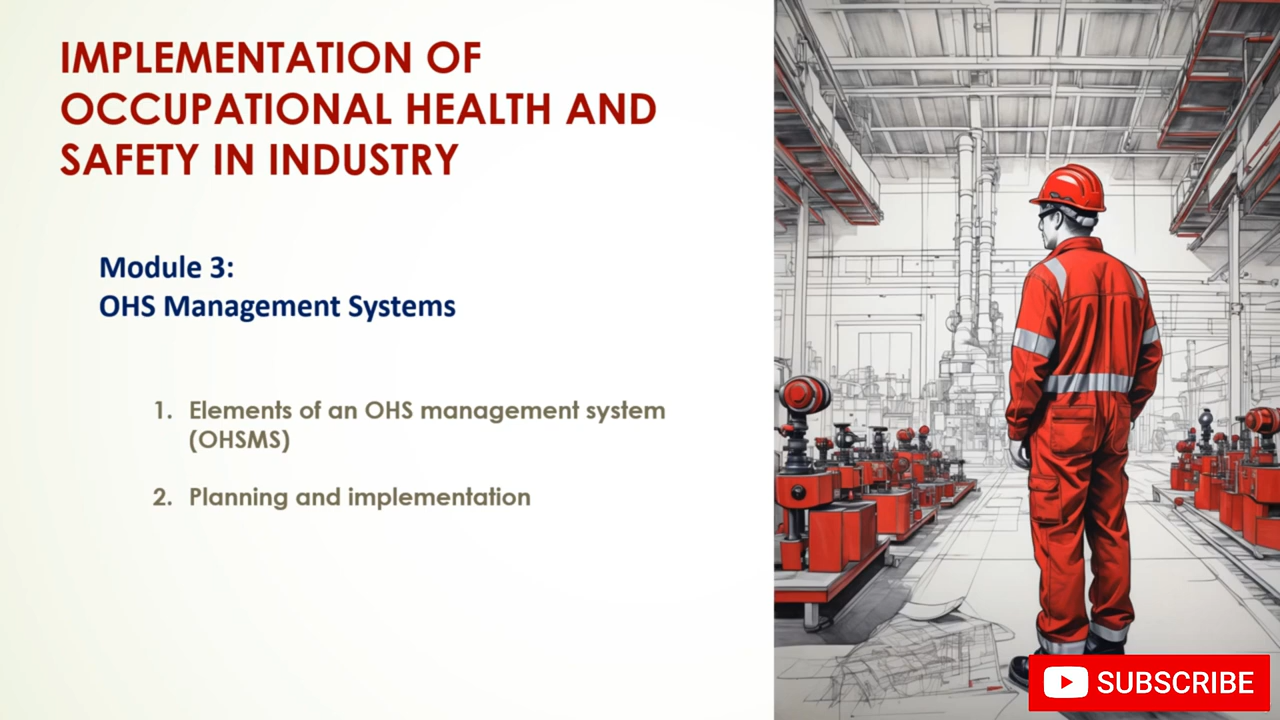 IMPLEMENTATION OF
OCCUPATIONAL HEALTH AND
SAFETY IN INDUSTRY
Module 3:
OHS Management Systems
1. Elements of an OHS management system
(OHSMS)
2. Planning and implementation
SUBSCRIBE